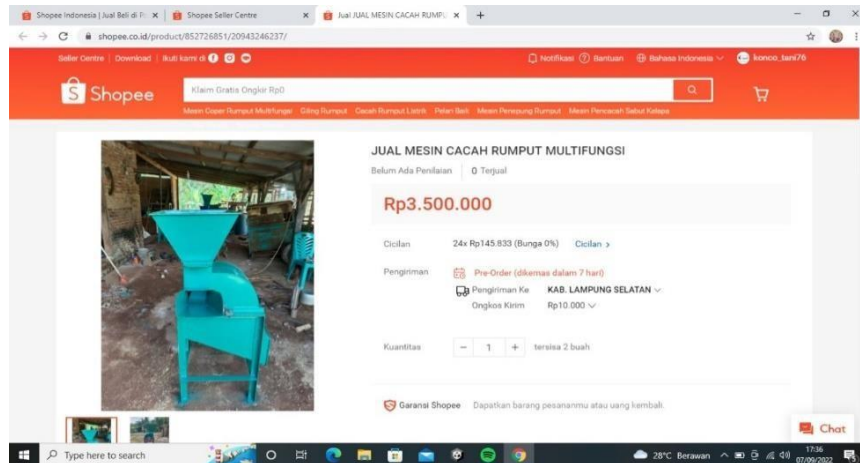 Shopee Indonesia | Jual Beli di P
Shopee Seller Centre
Jual JUAL MESIN CACAH RUMPU
shopee.co.id/product/852726851/20943246237/
Seller Centre | Download | Ikuti kami di
Notifikasi
Bantuan
Bahasa Indonesia
konco_tani76
Shopee
Klaim Gratis Ongkir Rp0
Mesin Coper Rumput Multifungsi Giling Rumput Cacah Rumput Listrik Pelari Besi Mesin Perepung Rumput Mesin Pencacah Sabut Kelapa
JUAL MESIN CACAH RUMPUT MULTIFUNGSI
Belum Ada Penilaian 0 Terjual
Rp3.500.000
Cicilan 24x Rp145.833 (Bunga 0%) Cicilan >
Pengiriman Pre-Order (dikemas dalam 7 hari)
Pengiriman Ke KAB. LAMPUNG SELATAN
Ongkos Kirim Rp10.000
Kuantitas - 1 + tersisa 2 buah
Garansi Shopee Dapatkan barang pesananmu atau uang kembali.
Chat
Type here to search
28°C Berawan
17:36
07/09/2022